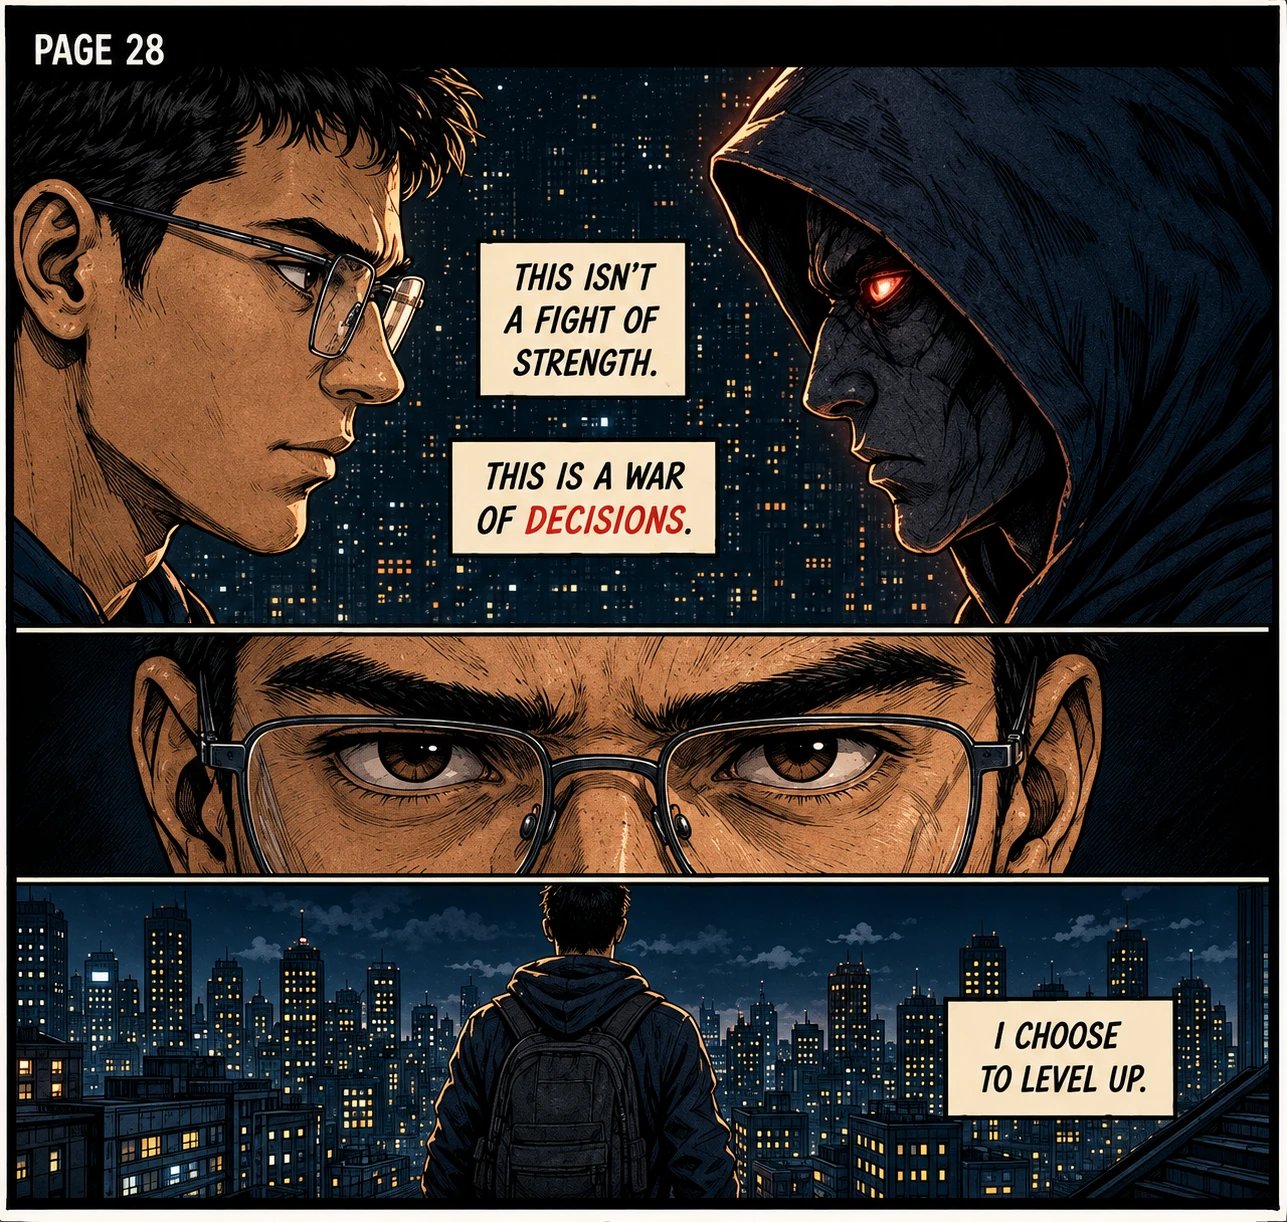 PAGE 28
THIS ISN'T
A FIGHT OF
STRENGTH.
THIS IS A WAR
OF DECISIONS.
I CHOOSE
TO LEVEL UP.